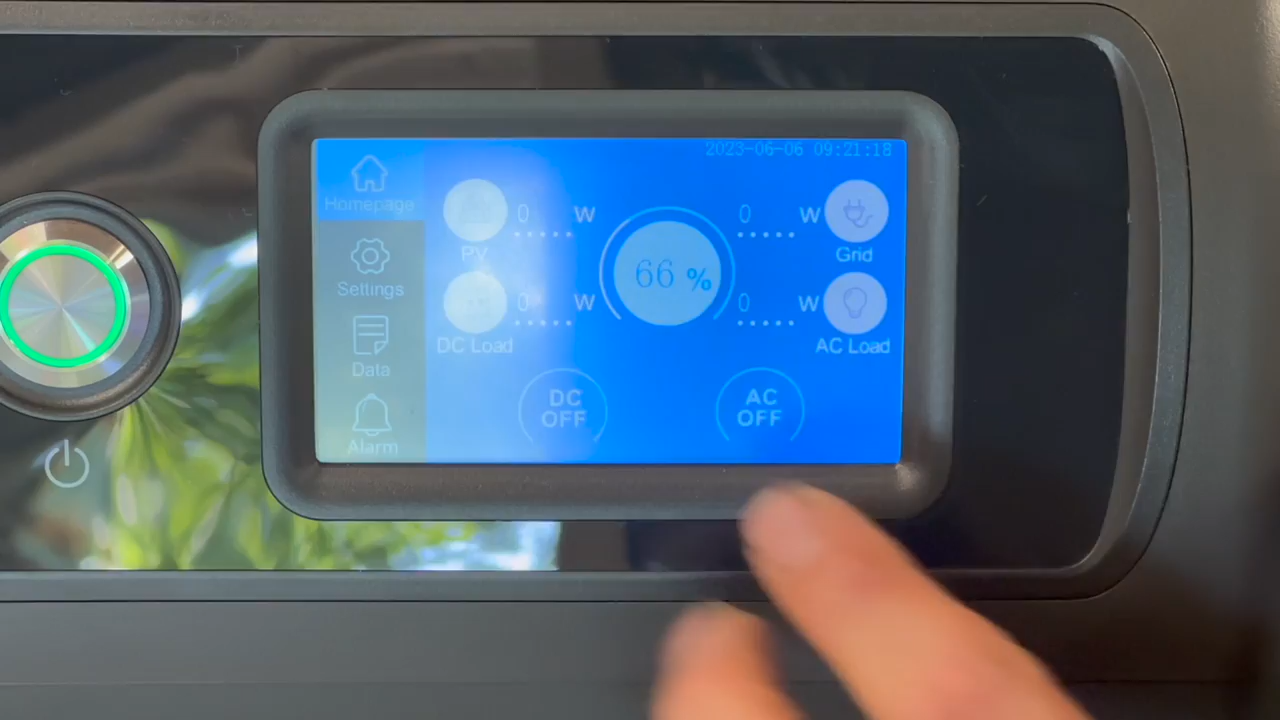 2023-06-06 09:21:18
Homepage
Settings
Data
Alarm
0 W
PV
0 W
DC Load
66 %
0 W
Grid
0 W
AC Load
DC
OFF
AC
OFF